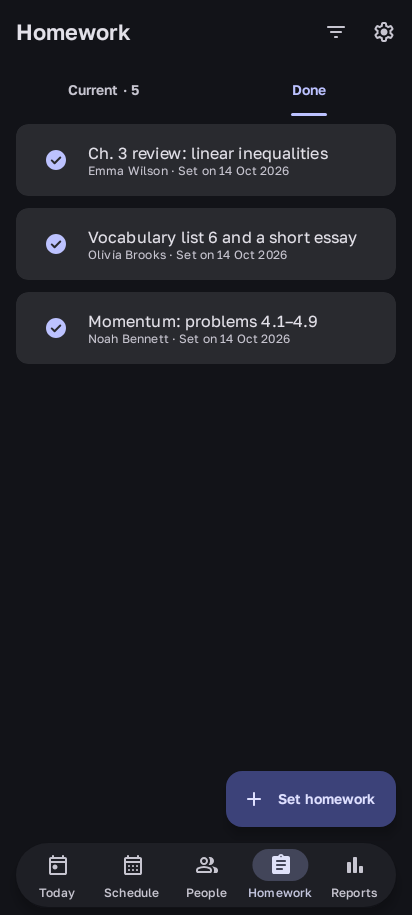 Homework
Current · 5
Done
Ch. 3 review: linear inequalities
Emma Wilson · Set on 14 Oct 2026
Vocabulary list 6 and a short essay
Olivia Brooks · Set on 14 Oct 2026
Momentum: problems 4.1–4.9
Noah Bennett · Set on 14 Oct 2026
Set homework
Today
Schedule
People
Homework
Reports